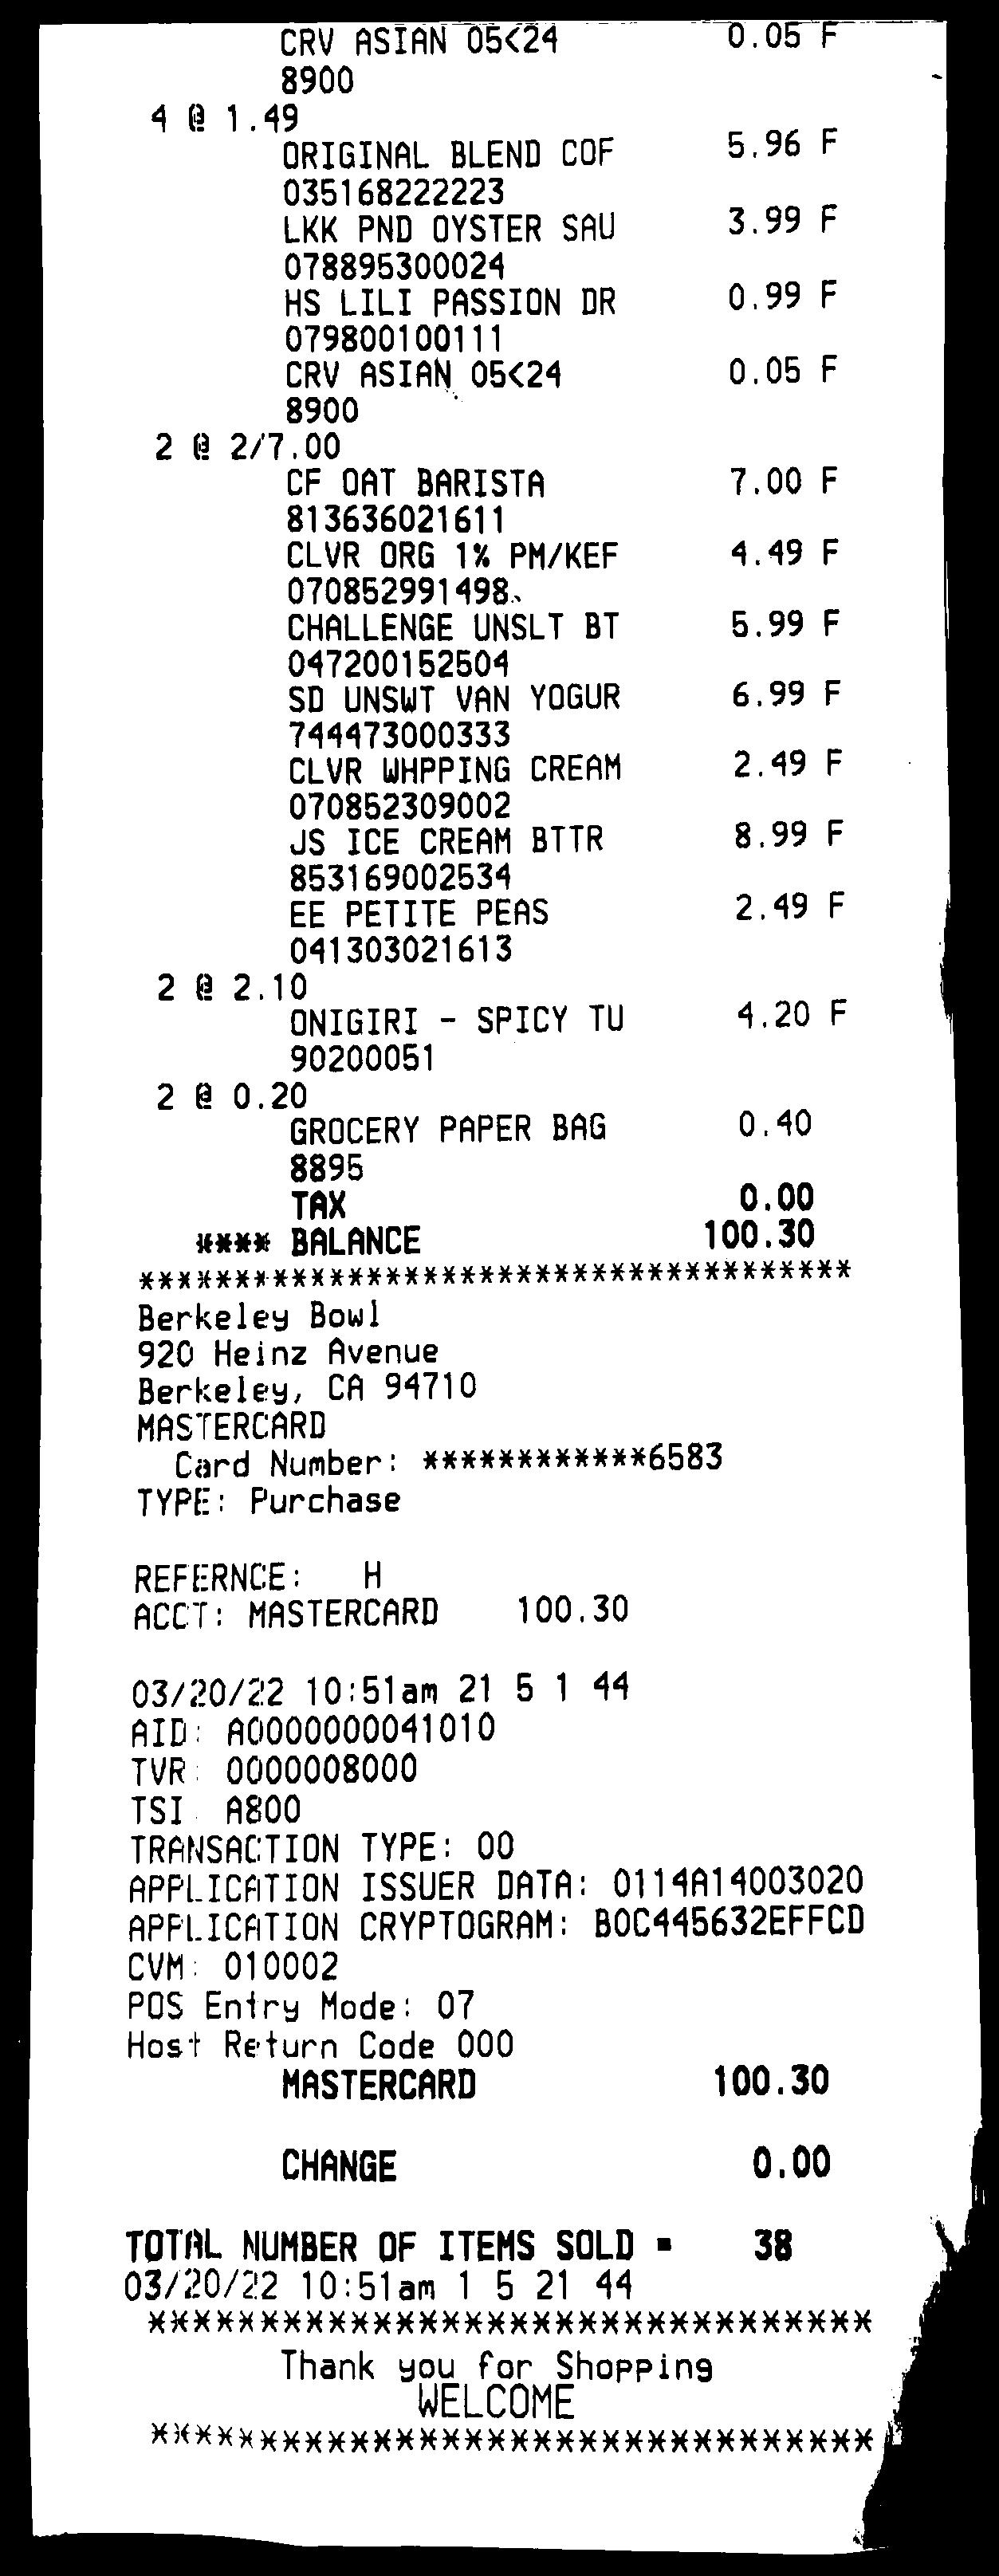 CRV ASIAN 05<24 0.05 F
8900
4 @ 1.49
ORIGINAL BLEND COF 5.96 F
035168222223
LKK PND OYSTER SAU 3.99 F
078895300024
HS LILI PASSION DR 0.99 F
079800100111
CRV ASIAN 05<24 0.05 F
8900
2 @ 2/7.00
CF OAT BARISTA 7.00 F
813636021611
CLVR ORG 1% PM/KEF 4.49 F
070852991498
CHALLENGE UNSLT BT 5.99 F
047200152504
SD UNSWT VAN YOGUR 6.99 F
744473000333
CLVR WHPPING CREAM 2.49 F
070852309002
JS ICE CREAM BTTR 8.99 F
853169002534
EE PETITE PEAS 2.49 F
041303021613
2 @ 2.10
ONIGIRI - SPICY TU 4.20 F
90200051
2 @ 0.20
GROCERY PAPER BAG 0.40
8895
TAX 0.00
**** BALANCE 100.30
**************************************
Berkeley Bowl
920 Heinz Avenue
Berkeley, CA 94710
MASTERCARD
Card Number: ************6583
TYPE: Purchase
REFERNCE: H
ACCT: MASTERCARD 100.30
03/20/22 10:51am 21 5 1 44
AID: A0000000041010
TVR: 0000008000
TSI: A800
TRANSACTION TYPE: 00
APPLICATION ISSUER DATA: 0114A14003020
APPLICATION CRYPTOGRAM: B0C445632EFFCD
CVM: 010002
POS Entry Mode: 07
Host Return Code 000
MASTERCARD 100.30
CHANGE 0.00
TOTAL NUMBER OF ITEMS SOLD = 38
03/20/22 10:51am 1 5 21 44
********************************
Thank you for Shopping
WELCOME
********************************